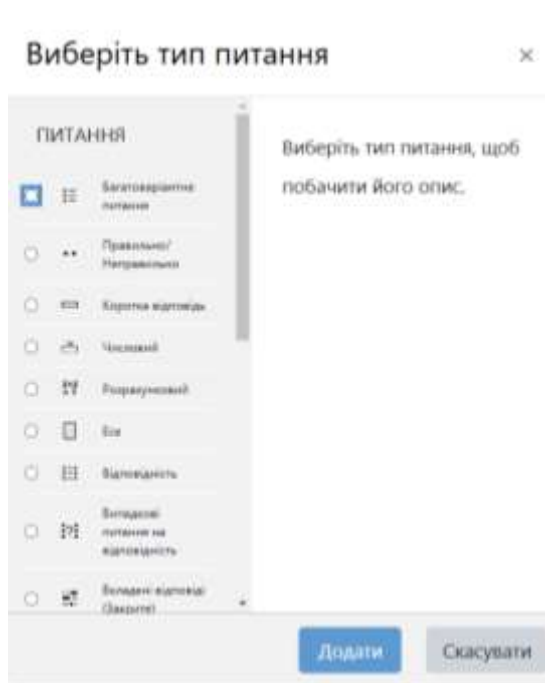 Виберіть тип питання ×
ПИТАННЯ
Багатоваріантне
питання
Правильно/
Неправильно
Коротка відповідь
Числовий
Розрахунковий
Есе
Відповідність
Випадкові
питання на
відповідність
Вкладені відповіді
(Закриті)
Виберіть тип питання, щоб
побачити його опис.
Додати
Скасувати